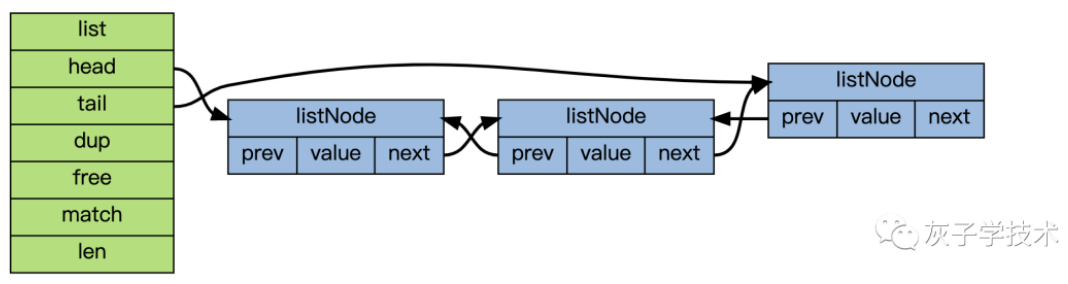 list
head
tail
dup
free
match
len
listNode
prev value next
listNode
prev value next
listNode
prev value next
灰子学技术